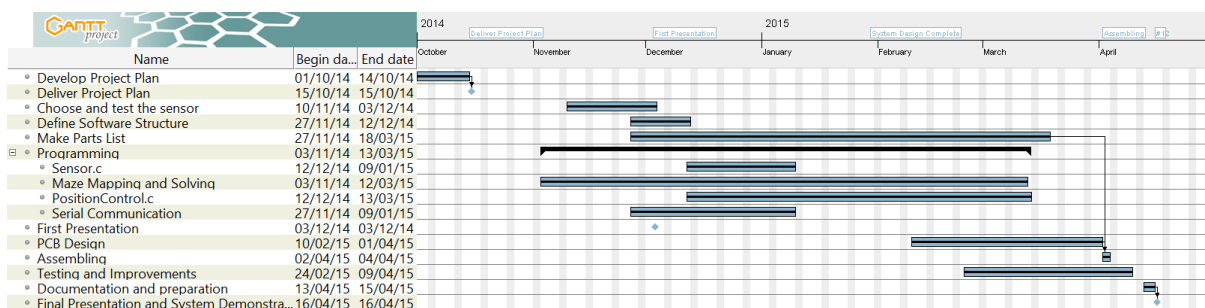 GANTT project
2014 2015
Deliver Project Plan First Presentation System Design Complete Assembling #12
October November December January February March April
Name Begin da... End date
Develop Project Plan 01/10/14 14/10/14
Deliver Project Plan 15/10/14 15/10/14
Choose and test the sensor 10/11/14 03/12/14
Define Software Structure 27/11/14 12/12/14
Make Parts List 27/11/14 18/03/15
Programming 03/11/14 13/03/15
Sensor.c 12/12/14 09/01/15
Maze Mapping and Solving 03/11/14 12/03/15
PositionControl.c 12/12/14 13/03/15
Serial Communication 27/11/14 09/01/15
First Presentation 03/12/14 03/12/14
PCB Design 10/02/15 01/04/15
Assembling 02/04/15 04/04/15
Testing and Improvements 24/02/15 09/04/15
Documentation and preparation 13/04/15 15/04/15
Final Presentation and System Demonstra... 16/04/15 16/04/15